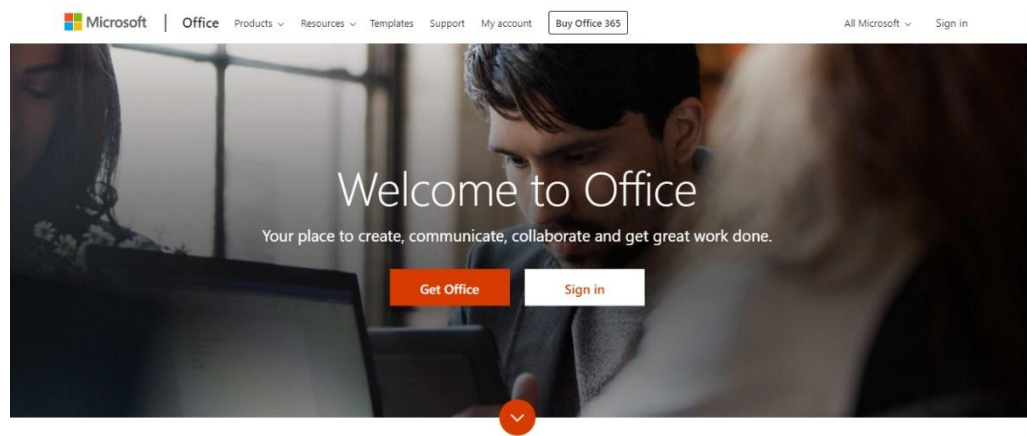 Microsoft | Office Products Resources Templates Support My account Buy Office 365 All Microsoft Sign in
Welcome to Office
Your place to create, communicate, collaborate and get great work done.
Get Office Sign in